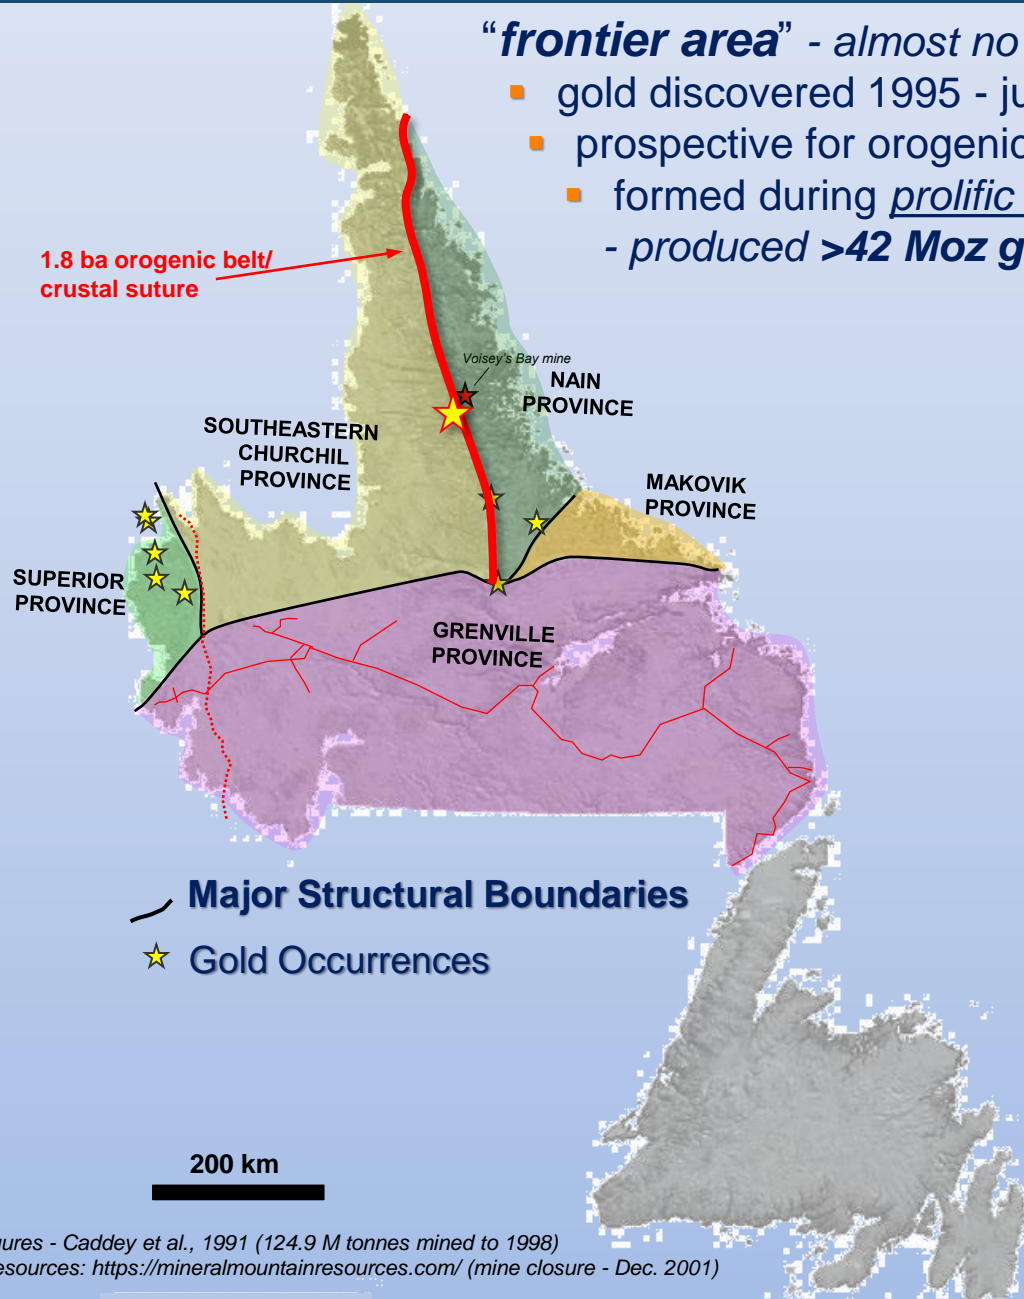 “frontier area” - almost no
▪ gold discovered 1995 - ju
▪ prospective for orogenic
▪ formed during prolific
- produced >42 Moz g
1.8 ba orogenic belt/
crustal suture
Voisey's Bay mine
NAIN
PROVINCE
SOUTHEASTERN
CHURCHIL
PROVINCE
MAKOVIK
PROVINCE
SUPERIOR
PROVINCE
GRENVILLE
PROVINCE
Major Structural Boundaries
Gold Occurrences
200 km
gures - Caddey et al., 1991 (124.9 M tonnes mined to 1998)
esources: https://mineralmountainresources.com/ (mine closure - Dec. 2001)